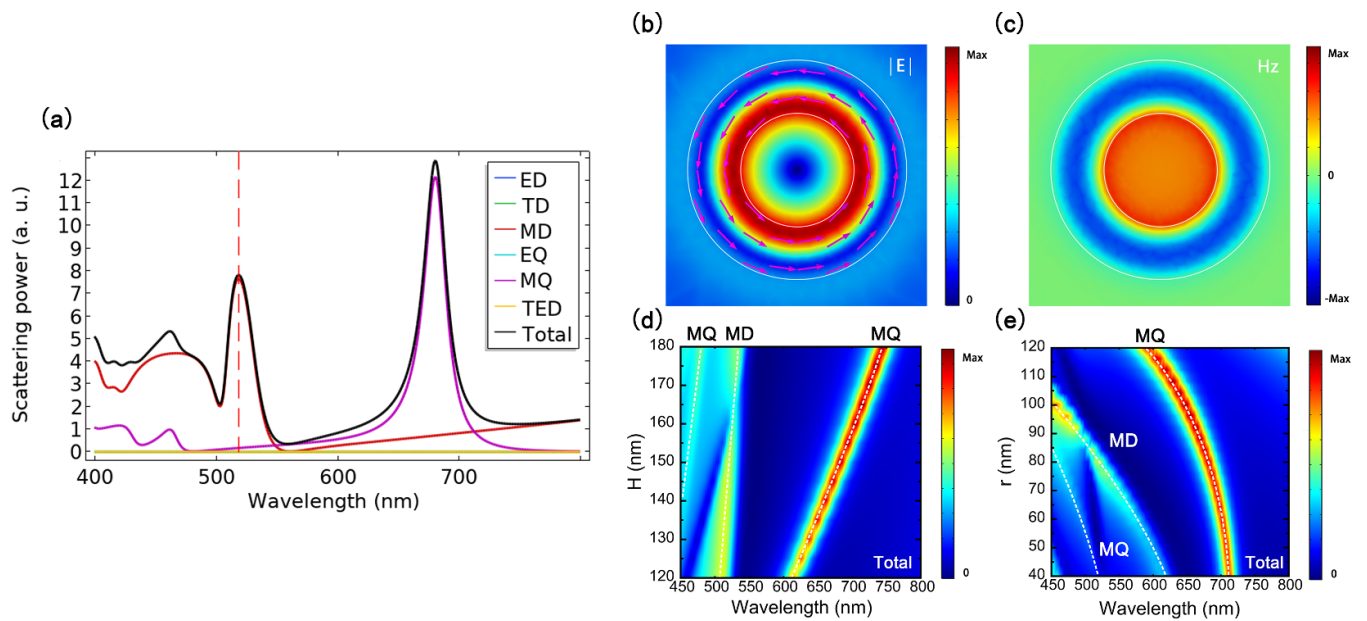 (a)
Scattering power (a. u.)
12
11
10
9
8
7
6
5
4
3
2
1
0
400
500
600
700
Wavelength (nm)
ED
TD
MD
EQ
MQ
TED
Total
(b)
|E|
Max
0
(c)
Hz
Max
0
-Max
(d)
MQ
MD
MQ
H (nm)
180
170
160
150
140
130
120
450 500 550 600 650 700 750 800
Wavelength (nm)
Total
Max
0
(e)
MQ
MD
MQ
r (nm)
120
110
100
90
80
70
60
50
40
450 500 550 600 650 700 750 800
Wavelength (nm)
Total
Max
0